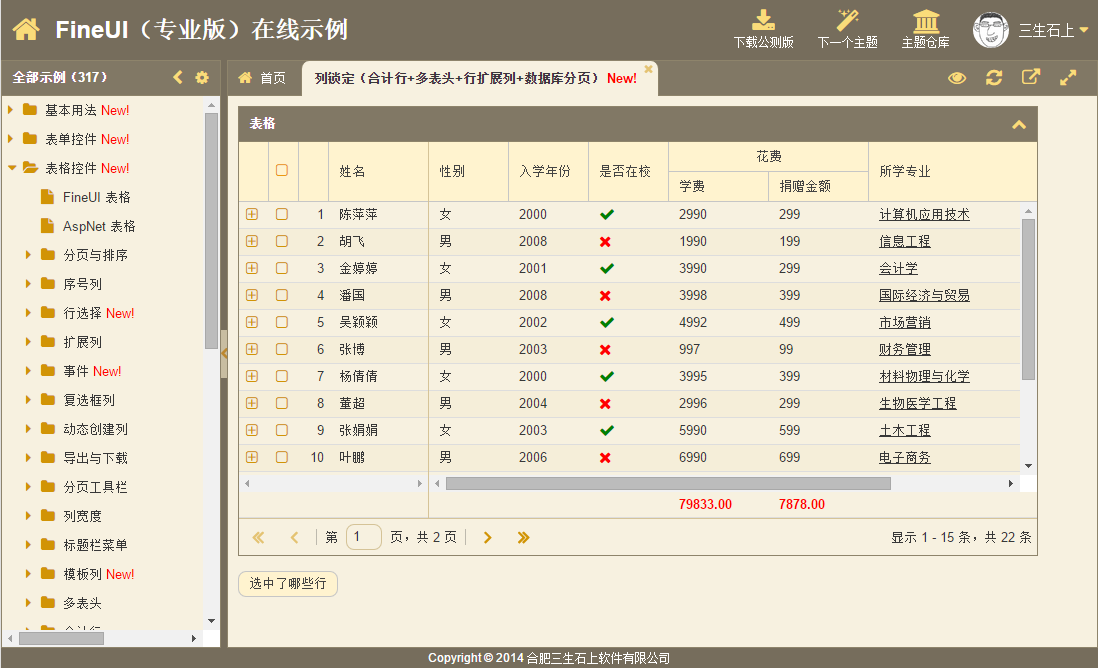 FineUI（专业版）在线示例
下载公测版 下一个主题 主题仓库 三生石上
全部示例（317）
基本用法 New!
表单控件 New!
表格控件 New!
FineUI 表格
AspNet 表格
分页与排序
序号列
行选择 New!
扩展列
事件 New!
复选框列
动态创建列
导出与下载
分页工具栏
列宽度
标题栏菜单
模板列 New!
多表头
合计行
首页 列锁定（合计行+多表头+行扩展列+数据库分页） New!
表格
姓名 性别 入学年份 是否在校 花费 所学专业
学费 捐赠金额
1 陈萍萍 女 2000 2990 299 计算机应用技术
2 胡飞 男 2008 1990 199 信息工程
3 金婷婷 女 2001 3990 299 会计学
4 潘国 男 2008 3998 399 国际经济与贸易
5 吴颖颖 女 2002 4992 499 市场营销
6 张博 男 2003 997 99 财务管理
7 杨倩倩 女 2000 3995 399 材料物理与化学
8 董超 男 2004 2996 299 生物医学工程
9 张娟娟 女 2003 5990 599 土木工程
10 叶鹏 男 2006 6990 699 电子商务
79833.00 7878.00
第 1 页，共 2 页 显示 1 - 15 条，共 22 条
选中了哪些行
Copyright © 2014 合肥三生石上软件有限公司